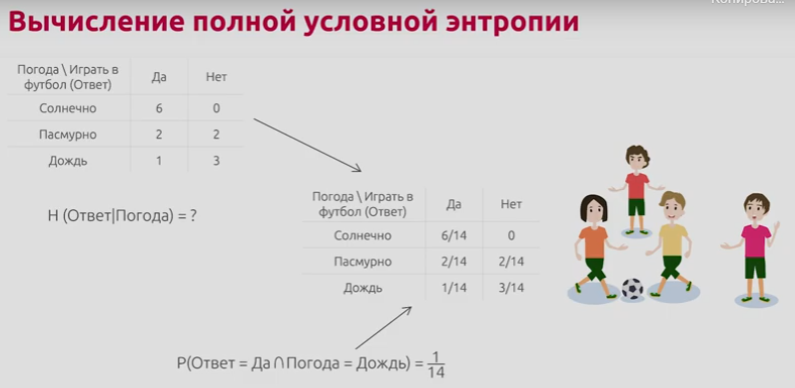 Вычисление полной условной энтропии
Погода \ Играть в футбол (Ответ) Да Нет
Солнечно 6 0
Пасмурно 2 2
Дождь 1 3
H (Ответ|Погода) = ?
Погода \ Играть в футбол (Ответ) Да Нет
Солнечно 6/14 0
Пасмурно 2/14 2/14
Дождь 1/14 3/14
P(Ответ = Да ∩ Погода = Дождь) = 1/14